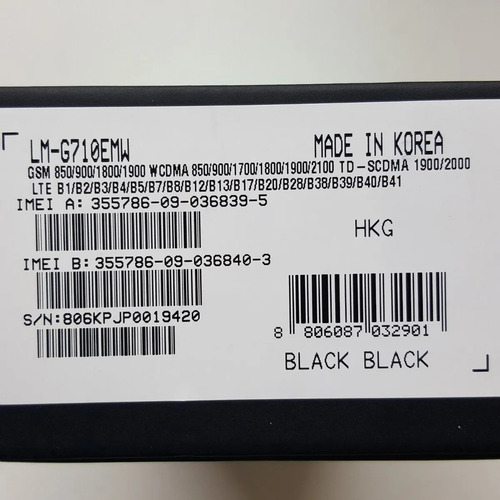 LM-G710EMW
MADE IN KOREA
GSM 850/900/1800/1900 WCDMA 850/900/1700/1800/1900/2100 TD-SCDMA 1900/2000
LTE B1/B2/B3/B4/B5/B7/B8/B12/B13/B17/B20/B28/B38/B39/B40/B41
IMEI A: 355786-09-036839-5
HKG
IMEI B: 355786-09-036840-3
S/N:806KPJP0019420
8 806087 032901
BLACK BLACK